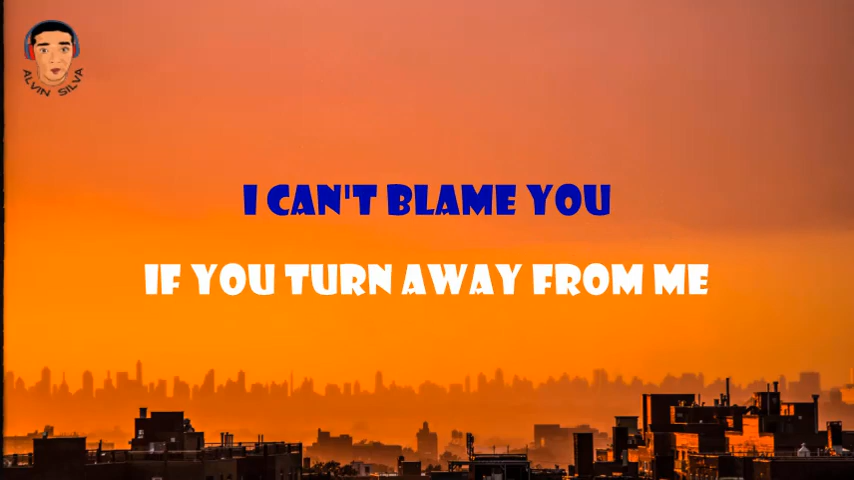 ALVIN SILVA
I CAN'T BLAME YOU
IF YOU TURN AWAY FROM ME